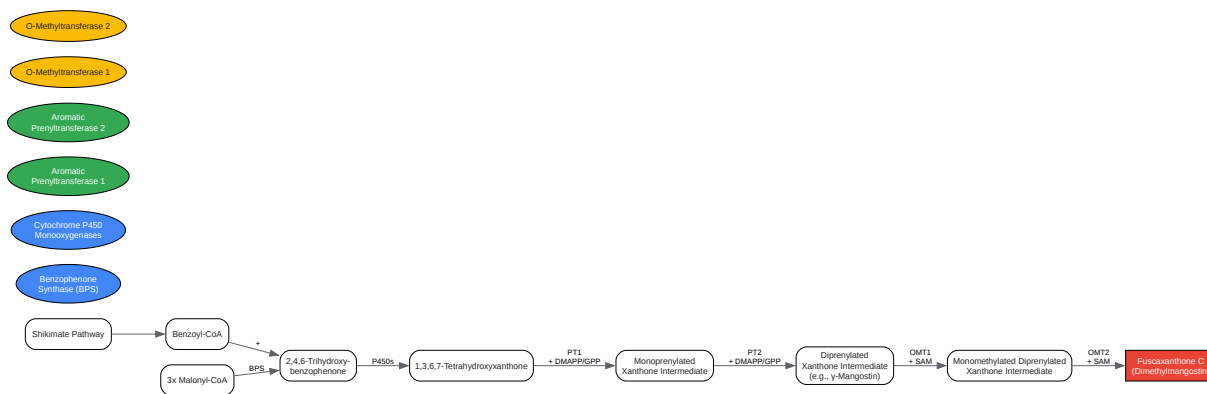 O-Methyltransferase 2
O-Methyltransferase 1
Aromatic
Prenyltransferase 2
Aromatic
Prenyltransferase 1
Cytochrome P450
Monooxygenases
Benzophenone
Synthase (BPS)
Shikimate Pathway
Benzoyl-CoA
+
3x Malonyl-CoA
BPS
2,4,6-Trihydroxy-
benzophenone
P450s
1,3,6,7-Tetrahydroxyxanthone
PT1
+ DMAPP/GPP
Monoprenylated
Xanthone Intermediate
PT2
+ DMAPP/GPP
Diprenylated
Xanthone Intermediate
(e.g., γ-Mangostin)
OMT1
+ SAM
Monomethylated Diprenylated
Xanthone Intermediate
OMT2
+ SAM
Fuscaxanthone C
(Dimethylmangostin